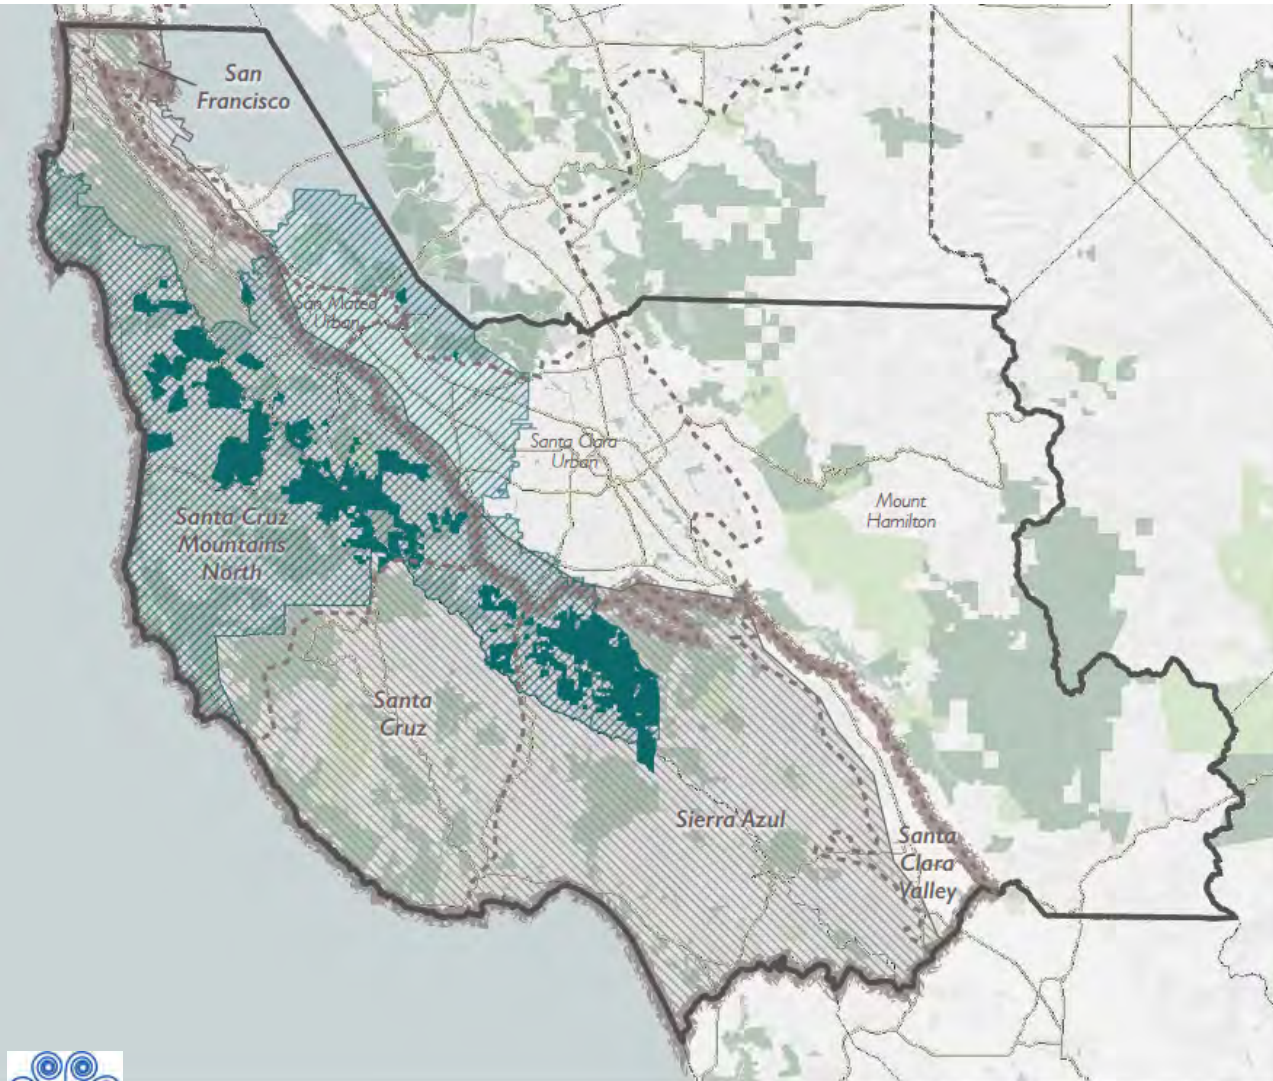 San
Francisco
San Mateo
Urban
Santa Clara
Urban
Mount
Hamilton
Santa Cruz
Mountains
North
Santa
Cruz
Sierra Azul
Santa
Clara
Valley